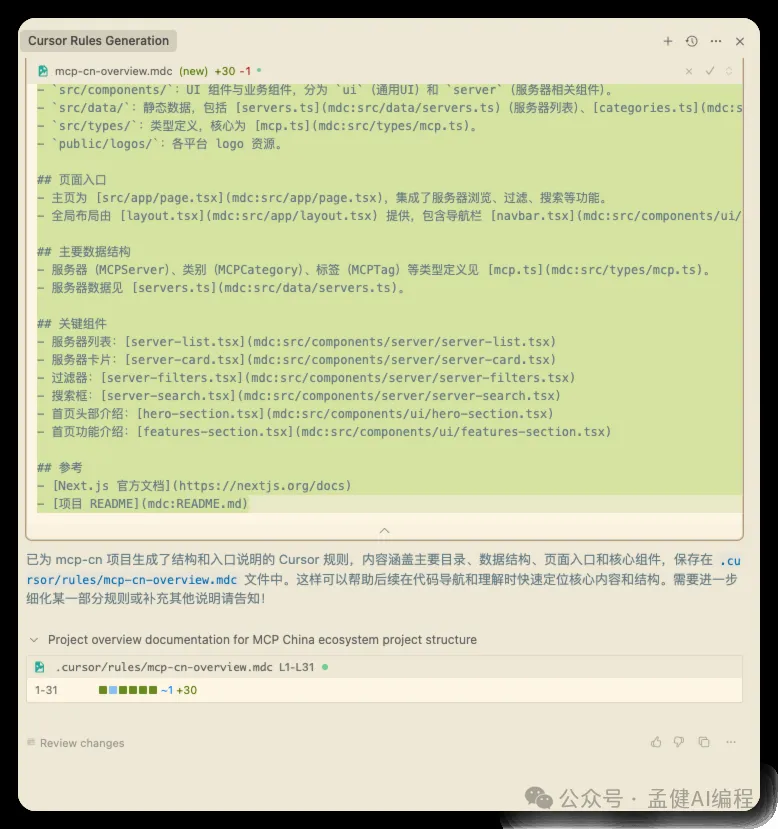 Cursor Rules Generation
mcp-cn-overview.mdc (new) +30 -1
- `src/components/`: UI 组件与业务组件，分为 `ui`（通用UI）和 `server`（服务器相关组件）。
- `src/data/`: 静态数据，包括 [servers.ts](mdc:src/data/servers.ts)（服务器列表）、[categories.ts](mdc:s
- `src/types/`: 类型定义，核心为 [mcp.ts](mdc:src/types/mcp.ts)。
- `public/logos/`: 各平台 logo 资源。
## 页面入口
- 主页为 [src/app/page.tsx](mdc:src/app/page.tsx)，集成了服务器浏览、过滤、搜索等功能。
- 全局布局由 [layout.tsx](mdc:src/app/layout.tsx) 提供，包含导航栏 [navbar.tsx](mdc:src/components/ui/
## 主要数据结构
- 服务器（MCPServer）、类别（MCPCategory）、标签（MCPTag）等类型定义见 [mcp.ts](mdc:src/types/mcp.ts)。
- 服务器数据见 [servers.ts](mdc:src/data/servers.ts)。
## 关键组件
- 服务器列表: [server-list.tsx](mdc:src/components/server/server-list.tsx)
- 服务器卡片: [server-card.tsx](mdc:src/components/server/server-card.tsx)
- 过滤器: [server-filters.tsx](mdc:src/components/server/server-filters.tsx)
- 搜索框: [server-search.tsx](mdc:src/components/server/server-search.tsx)
- 首页头部介绍: [hero-section.tsx](mdc:src/components/ui/hero-section.tsx)
- 首页功能介绍: [features-section.tsx](mdc:src/components/ui/features-section.tsx)
## 参考
- [Next.js 官方文档](https://nextjs.org/docs)
- [项目 README](mdc:README.md)
已为 mcp-cn 项目生成了结构和入口说明的 Cursor 规则，内容涵盖主要目录、数据结构、页面入口和核心组件，保存在 .cu
rsor/rules/mcp-cn-overview.mdc 文件中。这样可以帮助后续在代码导航和理解时快速定位核心内容和结构。需要进一步
细化某一部分规则或补充其他说明请告知！
Project overview documentation for MCP China ecosystem project structure
.cursor/rules/mcp-cn-overview.mdc L1-L31
1-31 ~1 +30
Review changes
公众号 · 孟健AI编程